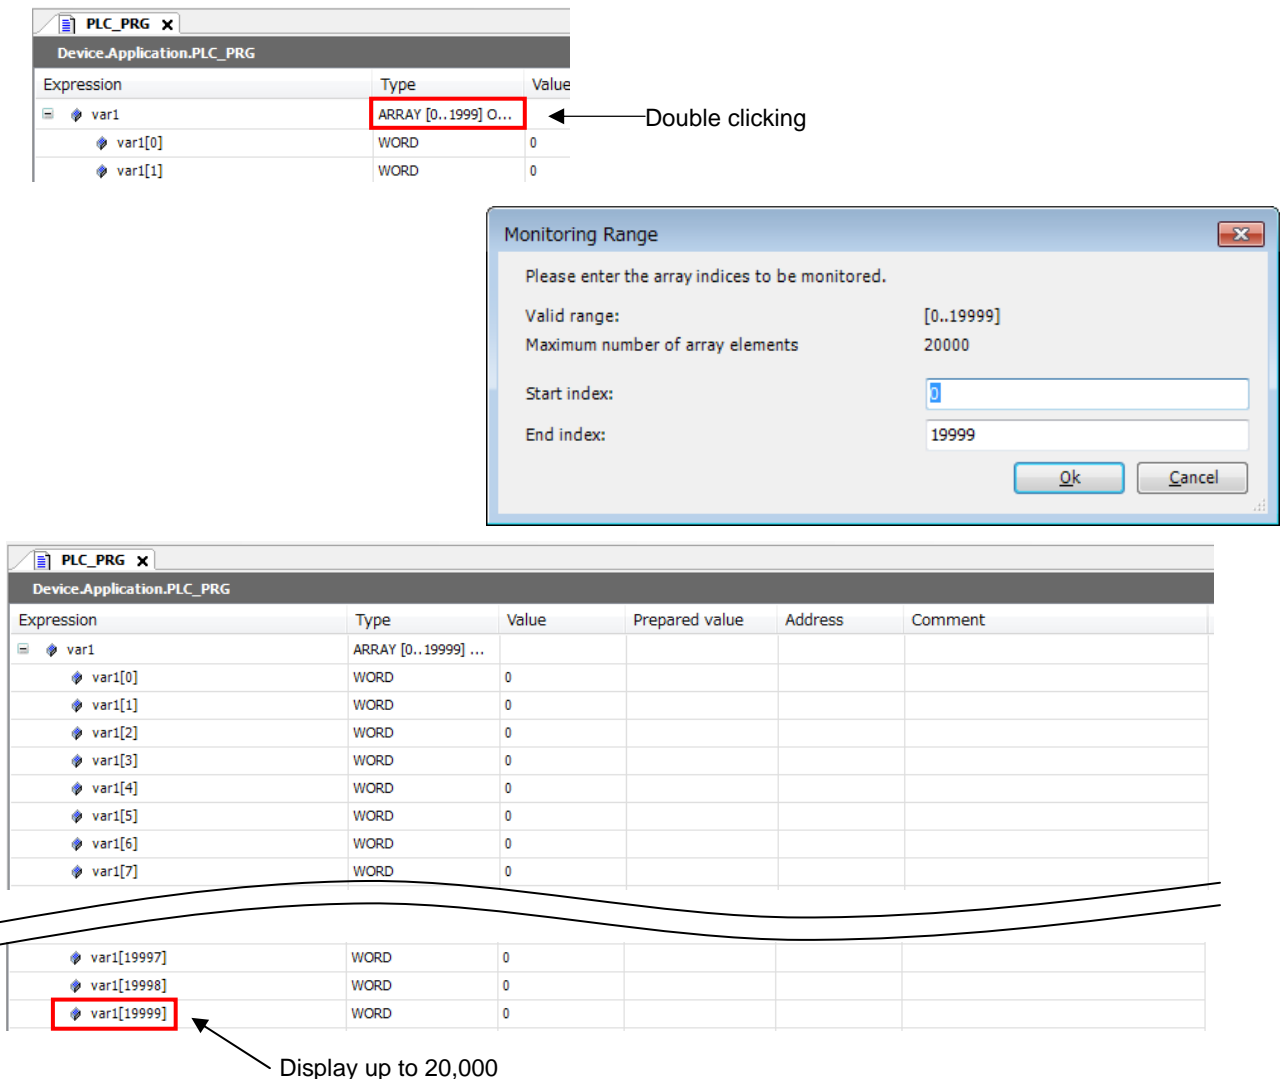 PLC_PRG x
Device.Application.PLC_PRG
Expression Type Value
var1 ARRAY [0..1999] O...
var1[0] WORD 0
var1[1] WORD 0
Double clicking
Monitoring Range
Please enter the array indices to be monitored.
Valid range: [0..19999]
Maximum number of array elements 20000
Start index: 0
End index: 19999
Ok Cancel
PLC_PRG x
Device.Application.PLC_PRG
Expression Type Value Prepared value Address Comment
var1 ARRAY [0..19999] ...
var1[0] WORD 0
var1[1] WORD 0
var1[2] WORD 0
var1[3] WORD 0
var1[4] WORD 0
var1[5] WORD 0
var1[6] WORD 0
var1[7] WORD 0
var1[19997] WORD 0
var1[19998] WORD 0
var1[19999] WORD 0
Display up to 20,000